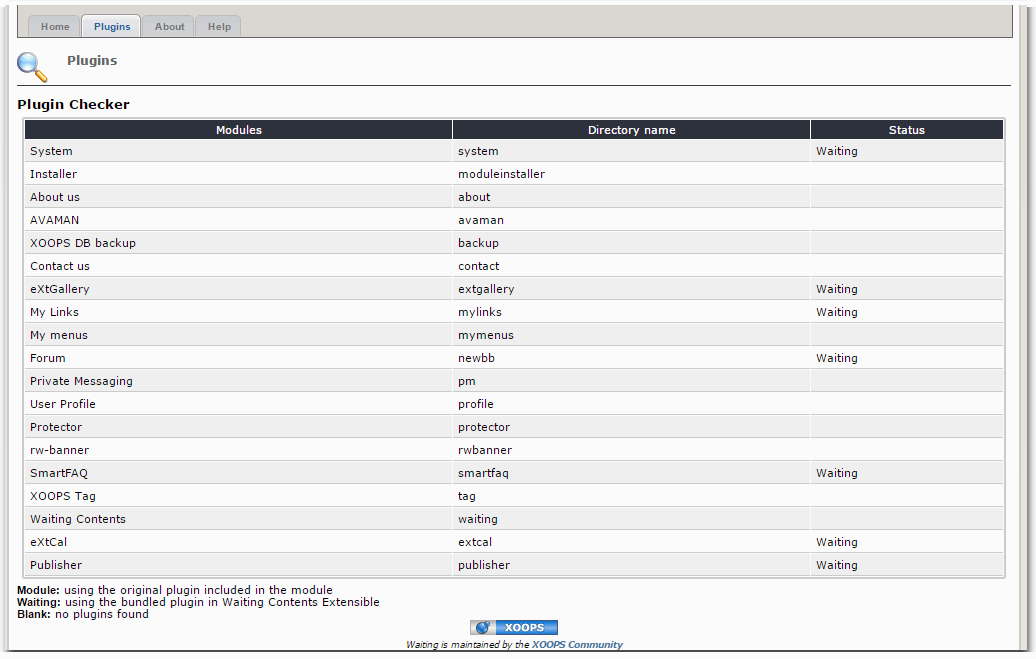 Home Plugins About Help
Plugins
Plugin Checker
Modules Directory name Status
System system Waiting
Installer moduleinstaller
About us about
AVAMAN avaman
XOOPS DB backup backup
Contact us contact
eXtGallery extgallery Waiting
My Links mylinks Waiting
My menus mymenus
Forum newbb Waiting
Private Messaging pm
User Profile profile
Protector protector
rw-banner rwbanner
SmartFAQ smartfaq Waiting
XOOPS Tag tag
Waiting Contents waiting
eXtCal extcal Waiting
Publisher publisher Waiting
Module: using the original plugin included in the module
Waiting: using the bundled plugin in Waiting Contents Extensible
Blank: no plugins found
XOOPS
Waiting is maintained by the XOOPS Community